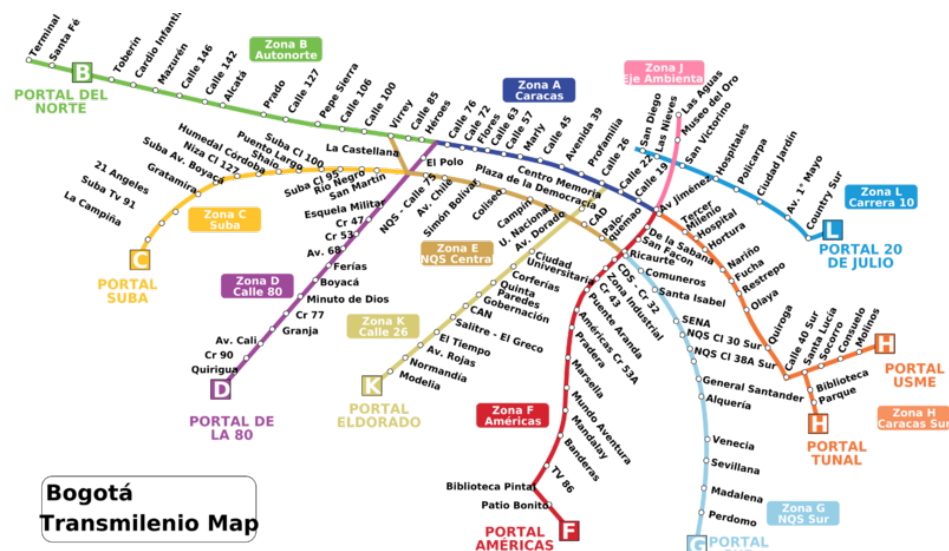 Terminal
Santa Fé
B
PORTAL DEL
NORTE
Toberín
Cardio Infantil
Mazurén
Calle 146
Calle 142
Alcatá
Zona B
Autonorte
Prado
Calle 127
Pepe Sierra
Calle 106
Calle 100
Virrey
Calle 85
Héroes
La Castellana
Zona A
Caracas
Calle 76
Calle 72
Flores
Calle 63
Calle 57
Marly
Calle 45
Avenida 39
Profamilia
Calle 26
Calle 22
Calle 19
Av Jiménez
Centro Memoria
Plaza de la Democracia
Zona J
Eje Ambiental
Las Aguas
Museo del Oro
San Diego
Las Nieves
San Victorino
Hospitales
Policarpa
Ciudad Jardín
Av. 1° Mayo
Country Sur
Zona L
Carrera 10
L
PORTAL 20
DE JULIO
21 Angeles
Suba Tv 91
La Campiña
Gratamira
Suba Av. Boyacá
Niza Cl 127
Humedal Córdoba
Shaio
Puento Largo
Suba Cl 100
Suba Cl 95
Rio Negro
San Martin
Zona C
Suba
C
PORTAL
SUBA
El Polo
Esquela Militar
Cr 47
Cr 53
Av. 68
Ferías
Boyacá
Minuto de Dios
Cr 77
Granja
Av. Cali
Cr 90
Quirigua
Zona D
Calle 80
D
PORTAL DE
LA 80
NQS - Calle 75
Av. Chile
Simón Bolívar
Coliseo
Campín
U. Nacional
Av. Dorado
CAD
Palo-
quemao
Ricaurte
Zona E
NQS Central
Ciudad
Universitaria
Corferías
Quinta
Paredes
Gobernación
CAN
Salitre - El Greco
El Tiempo
Av. Rojas
Normandía
Modelia
Zona K
Calle 26
K
PORTAL
ELDORADO
De la Sabana
San Facon
CDS - Cr 32
Zona Industrial
Cr 43
Puente Aranda
Américas Cr 53A
Pradera
Marsella
Mundo Aventura
Mandalay
Banderas
TV 86
Biblioteca Pintal
Patio Bonito
Zona F
Américas
F
PORTAL
AMÉRICAS
Comuneros
Santa Isabel
SENA
NQS Cl 30 Sur
NQS Cl 38A Sur
General Santander
Alquería
Venecia
Sevillana
Madalena
Perdomo
Zona G
NQS Sur
G
PORTAL
Tercer
Milenio
Hospital
Hortura
Nariño
Fucha
Restrepo
Olaya
Quiroga
Calle 40 Sur
Santa Lucía
Socorro
Consuelo
Molinos
H
PORTAL
USME
Biblioteca
Parque
H
PORTAL
TUNAL
Zona H
Caracas Sur
Bogotá
Transmilenio Map